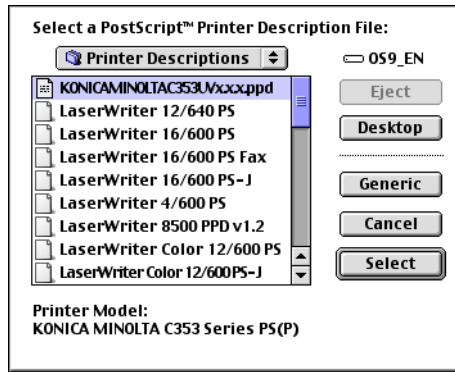 Select a PostScript™ Printer Description File:
Printer Descriptions
OS9_EN
KONICAMINOLTAC353UVx.x.x.ppd
LaserWriter 12/640 PS
LaserWriter 16/600 PS
LaserWriter 16/600 PS Fax
LaserWriter 16/600 PS-J
LaserWriter 4/600 PS
LaserWriter 8500 PPD v1.2
LaserWriter Color 12/600 PS
LaserWriter Color 12/600 PS-J
Eject
Desktop
Generic
Cancel
Select
Printer Model:
KONICA MINOLTA C353 Series PS(P)